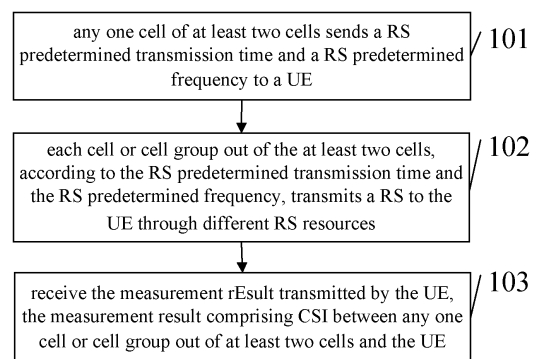 any one cell of at least two cells sends a RS
predetermined transmission time and a RS predetermined
frequency to a UE
101
each cell or cell group out of the at least two cells,
according to the RS predetermined transmission time and
the RS predetermined frequency, transmits a RS to the
UE through different RS resources
102
receive the measurement rEsult transmitted by the UE,
the measurement result comprising CSI between any one
cell or cell group out of at least two cells and the UE
103